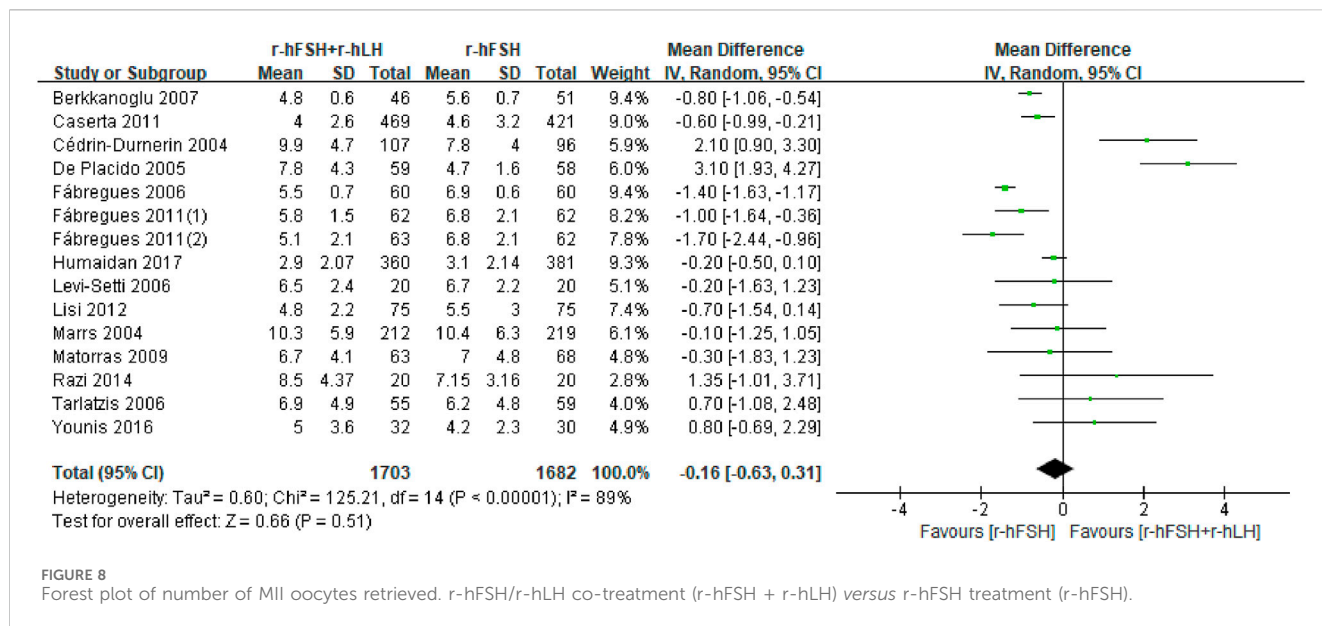 r-hFSH+r-hLH r-hFSH Mean Difference Mean Difference
Study or Subgroup Mean SD Total Mean SD Total Weight IV, Random, 95% CI IV, Random, 95% CI
Berkkanoglu 2007 4.8 0.6 46 5.6 0.7 51 9.4% -0.80 [-1.06, -0.54]
Caserta 2011 4 2.6 469 4.6 3.2 421 9.0% -0.60 [-0.99, -0.21]
Cédrin-Durnerin 2004 9.9 4.7 107 7.8 4 96 5.9% 2.10 [0.90, 3.30]
De Placido 2005 7.8 4.3 59 4.7 1.6 58 6.0% 3.10 [1.93, 4.27]
Fábregues 2006 5.5 0.7 60 6.9 0.6 60 9.4% -1.40 [-1.63, -1.17]
Fábregues 2011(1) 5.8 1.5 62 6.8 2.1 62 8.2% -1.00 [-1.64, -0.36]
Fábregues 2011(2) 5.1 2.1 63 6.8 2.1 62 7.8% -1.70 [-2.44, -0.96]
Humaidan 2017 2.9 2.07 360 3.1 2.14 381 9.3% -0.20 [-0.50, 0.10]
Levi-Setti 2006 6.5 2.4 20 6.7 2.2 20 5.1% -0.20 [-1.63, 1.23]
Lisi 2012 4.8 2.2 75 5.5 3 75 7.4% -0.70 [-1.54, 0.14]
Marrs 2004 10.3 5.9 212 10.4 6.3 219 6.1% -0.10 [-1.25, 1.05]
Matorras 2009 6.7 4.1 63 7 4.8 68 4.8% -0.30 [-1.83, 1.23]
Razi 2014 8.5 4.37 20 7.15 3.16 20 2.8% 1.35 [-1.01, 3.71]
Tarlatzis 2006 6.9 4.9 55 6.2 4.8 59 4.0% 0.70 [-1.08, 2.48]
Younis 2016 5 3.6 32 4.2 2.3 30 4.9% 0.80 [-0.69, 2.29]
Total (95% CI) 1703 1682 100.0% -0.16 [-0.63, 0.31]
Heterogeneity: Tau² = 0.60; Chi² = 125.21, df = 14 (P < 0.00001); I² = 89%
Test for overall effect: Z = 0.66 (P = 0.51)
-4 -2 0 2 4
Favours [r-hFSH] Favours [r-hFSH+r-hLH]
FIGURE 8
Forest plot of number of MII oocytes retrieved. r-hFSH/r-hLH co-treatment (r-hFSH + r-hLH) versus r-hFSH treatment (r-hFSH).